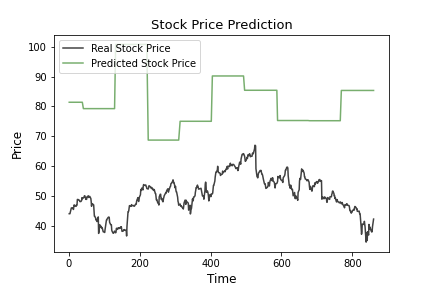 Stock Price Prediction
Real Stock Price
Predicted Stock Price
Price
100
90
80
70
60
50
40
0 200 400 600 800
Time